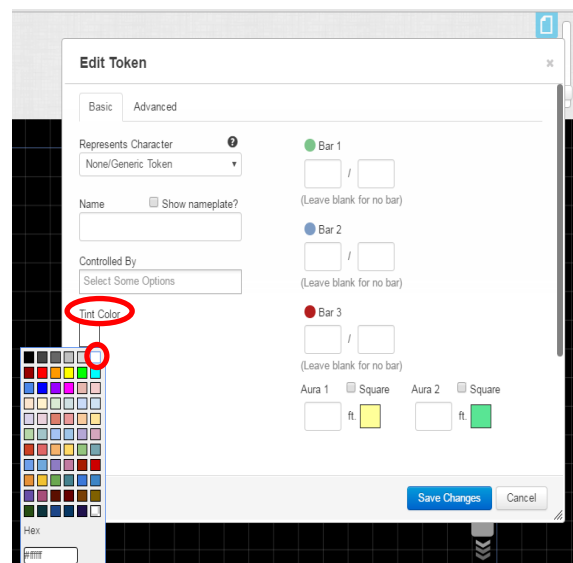 Edit Token
×
Basic Advanced
Represents Character ?
None/Generic Token
Name Show nameplate?
Controlled By
Select Some Options
Tint Color
Hex
#ffffff
Bar 1
/
(Leave blank for no bar)
Bar 2
/
(Leave blank for no bar)
Bar 3
/
(Leave blank for no bar)
Aura 1 Square Aura 2 Square
ft. ft.
Save Changes Cancel